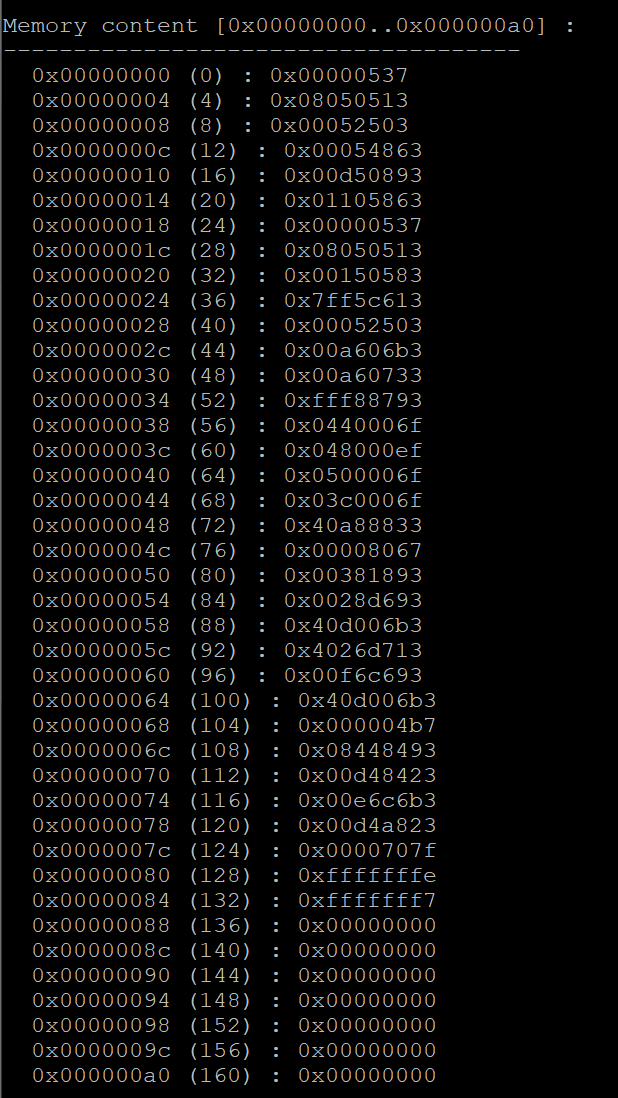 Memory content [0x00000000..0x000000a0] :
-------------------------------------
0x00000000 (0) : 0x00000537
0x00000004 (4) : 0x08050513
0x00000008 (8) : 0x00052503
0x0000000c (12) : 0x00054863
0x00000010 (16) : 0x00d50893
0x00000014 (20) : 0x01105863
0x00000018 (24) : 0x00000537
0x0000001c (28) : 0x08050513
0x00000020 (32) : 0x00150583
0x00000024 (36) : 0x7ff5c613
0x00000028 (40) : 0x00052503
0x0000002c (44) : 0x00a606b3
0x00000030 (48) : 0x00a60733
0x00000034 (52) : 0xfff88793
0x00000038 (56) : 0x0440006f
0x0000003c (60) : 0x048000ef
0x00000040 (64) : 0x0500006f
0x00000044 (68) : 0x03c0006f
0x00000048 (72) : 0x40a88833
0x0000004c (76) : 0x00008067
0x00000050 (80) : 0x00381893
0x00000054 (84) : 0x0028d693
0x00000058 (88) : 0x40d006b3
0x0000005c (92) : 0x4026d713
0x00000060 (96) : 0x00f6c693
0x00000064 (100) : 0x40d006b3
0x00000068 (104) : 0x000004b7
0x0000006c (108) : 0x08448493
0x00000070 (112) : 0x00d48423
0x00000074 (116) : 0x00e6c6b3
0x00000078 (120) : 0x00d4a823
0x0000007c (124) : 0x0000707f
0x00000080 (128) : 0xfffffffe
0x00000084 (132) : 0xfffffff7
0x00000088 (136) : 0x00000000
0x0000008c (140) : 0x00000000
0x00000090 (144) : 0x00000000
0x00000094 (148) : 0x00000000
0x00000098 (152) : 0x00000000
0x0000009c (156) : 0x00000000
0x000000a0 (160) : 0x00000000